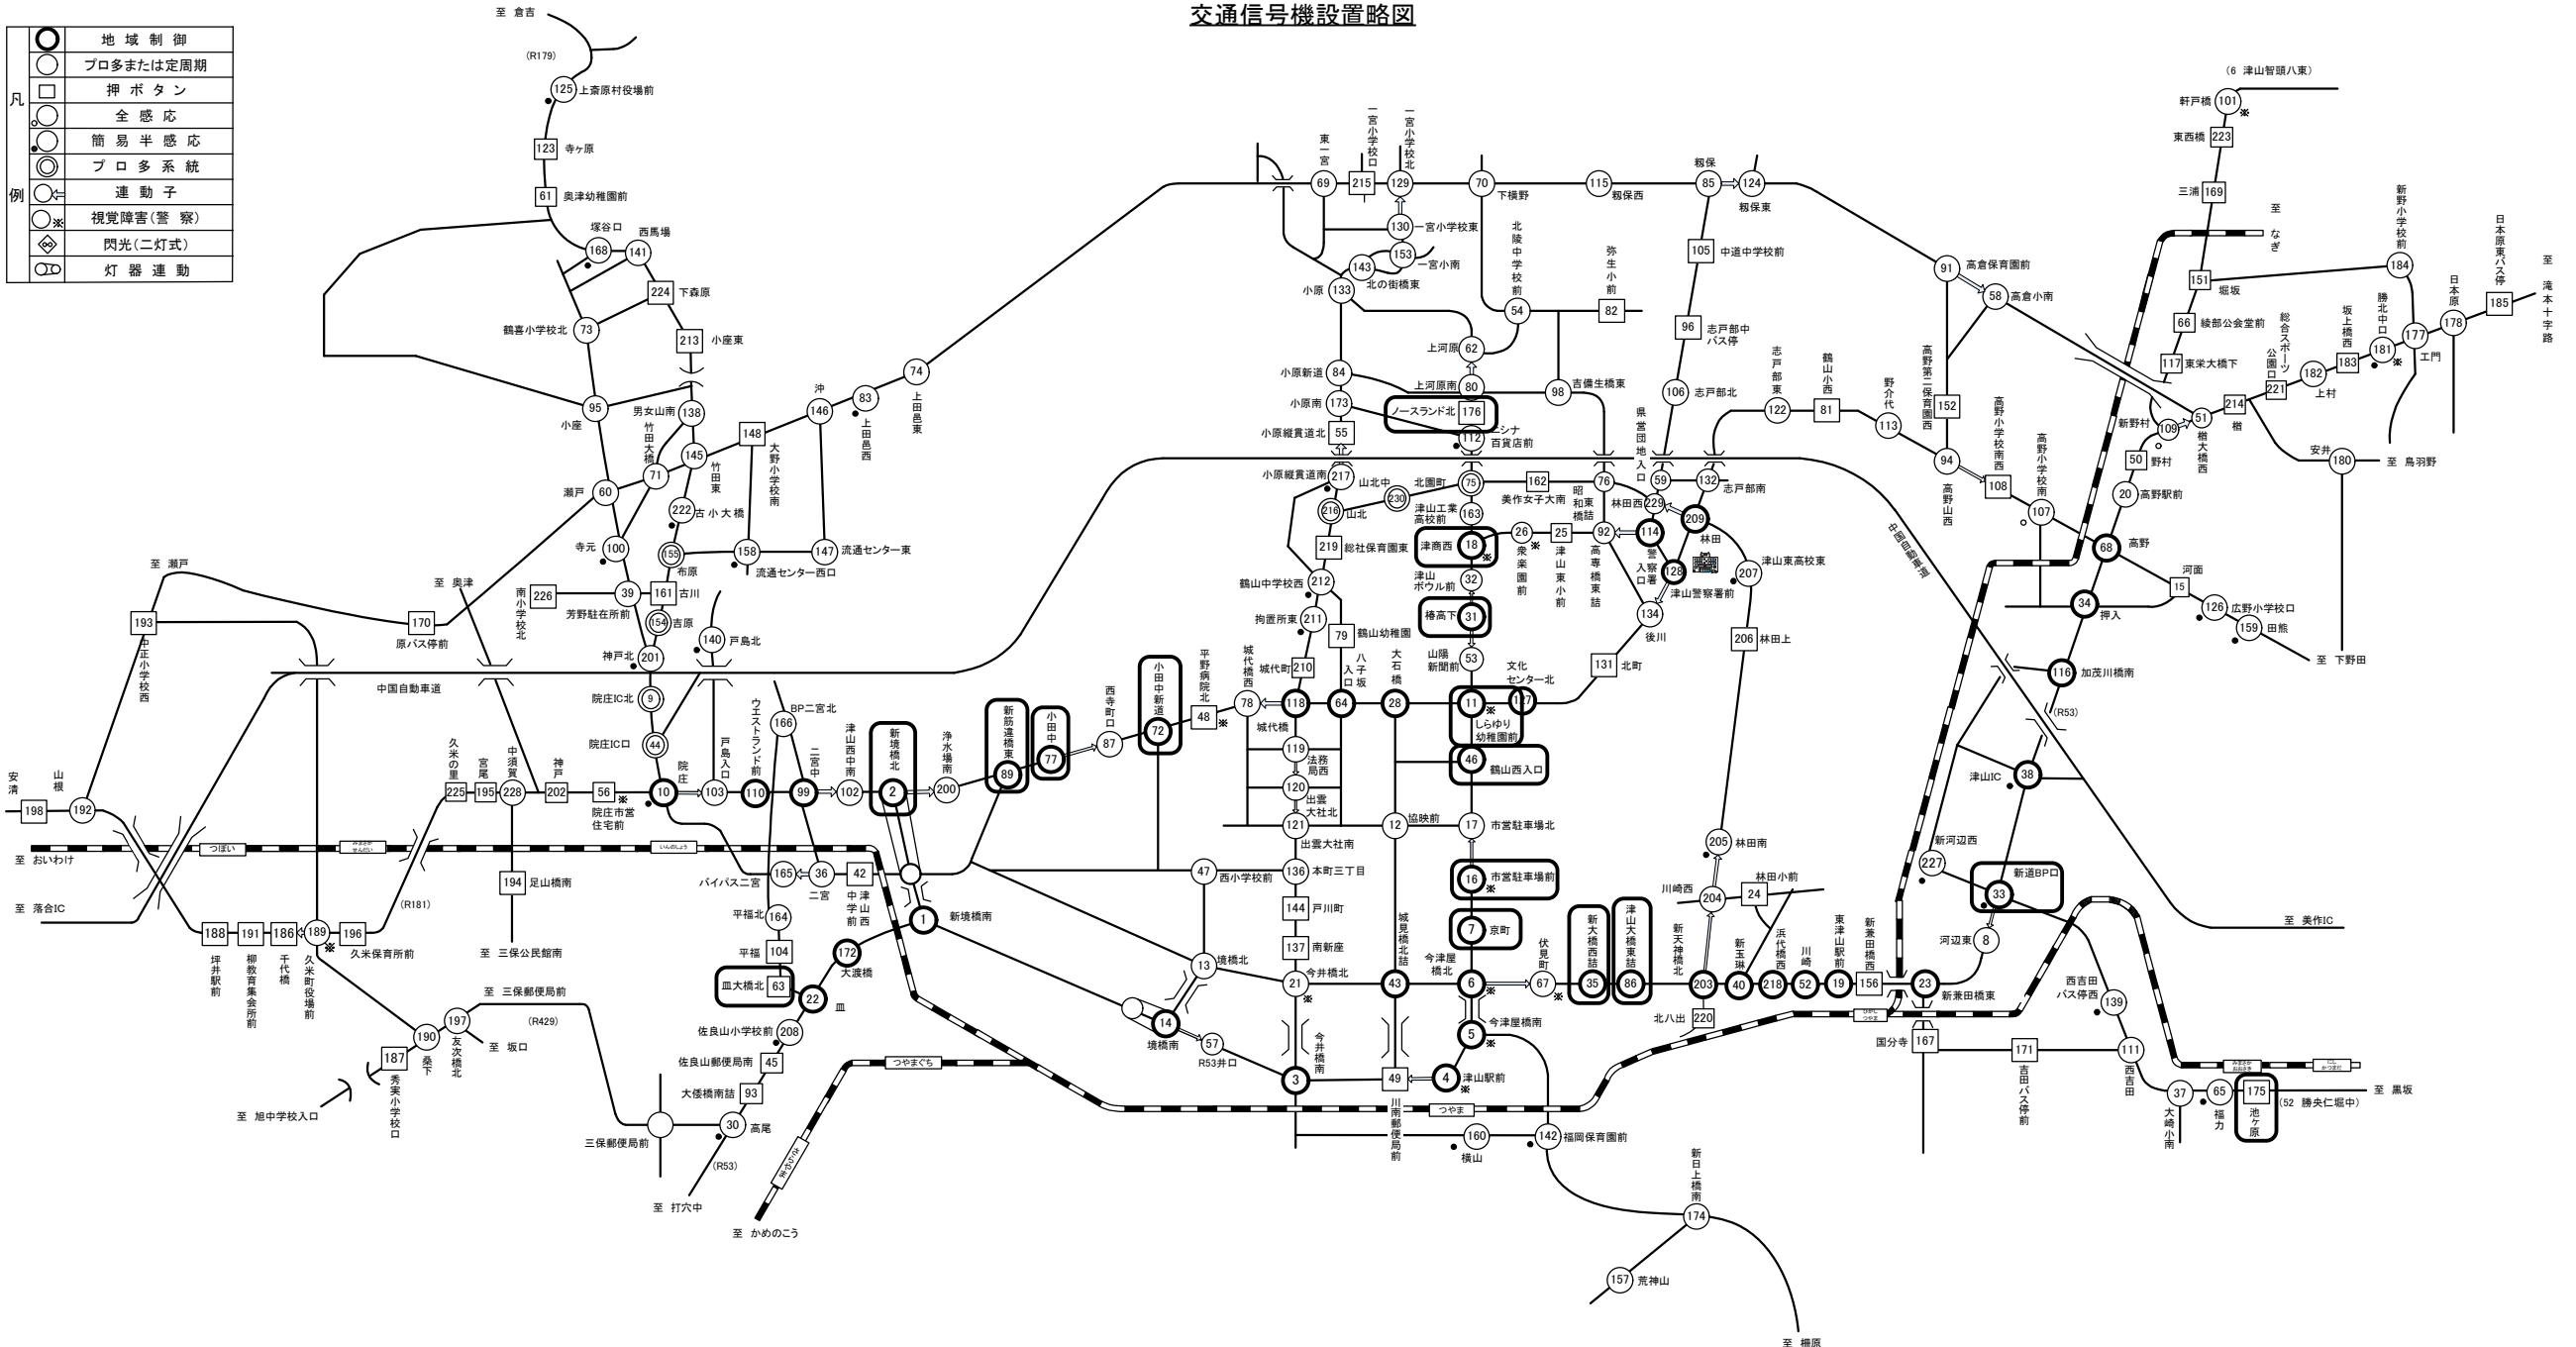 交通信号機設置略図
凡例
地域制御
プロ多または定周期
押ボタン
全感応
簡易半感応
プロ多系統
連動子
視覚障害(警察)
閃光(二灯式)
灯器連動
至 倉吉
(R179)
125 上斎原村役場前
123 寺ヶ原
61 奥津幼稚園前
塚谷口 168
西馬場 141
224 下森原
鶴喜小学校北 73
213 小座東
95 小座
男女山南 138
竹田大橋 71
145 竹田東
148 大野小学校南
沖 146
83 上田邑西
74 上田邑東
瀬戸 60
222 古小大橋
寺元 100
155 布原
158 流通センター西口
147 流通センター東
南小学校北 226
39 芳野駐在所前
161 古川
154 吉原
140 戸島北
神戸北 201
院庄IC北 9
院庄IC口 44
至 瀬戸
至 奥津
193 中正小学校西
170 原バス停前
中国自動車道
安清 198
山根 192
久米の里 225
宮尾 195
中須賀 228
神戸 202
56 ※ 院庄市営住宅前
院庄 10
戸島入口 103
ウエストランド前 110
166 BP二宮北
二宮中 99
津山西中南 102
新境橋北 2
浄水場南 200
新筋違橋東 89
小田中 77
西寺町口 87
小田中新道 72
平野病院北 48 ※
城代橋西 78
至 おいわけ
つぼい
いんのしょう
至 落合IC
(R181)
194 足山橋南
至 三保公民館南
188 坪井駅前
191 柳教育集会所前
186 千代橋
189 ※ 久米町役場前
196 久米保育所前
バイパス二宮 165
36 二宮
42 中津山西中学前
平福北 164
平福 104
皿大橋北 63
172 大渡橋
1 新境橋南
22 皿
佐良山小学校前 208
佐良山郵便局南 45
大倭橋南詰 93
30 高尾
三保郵便局前
(R53)
至 打穴中
至 かめのこう
つやまぐち
至 三保郵便局前
(R429)
197 友次橋北
至 坂口
190 桑下
187 秀実小学校口
至 旭中学校入口
東一宮 69
一宮小学校口 215
一宮小学校北 129
70 下横野
115 籾保西
籾保 85
124 籾保東
130 一宮小学校東
153 一宮小南
143 北の街橋東
小原 133
北陵中学校前 54
弥生小前 82
上河原 62
小原新道 84
上河原南 80
98 吉備生橋東
小原南 173
ノースランド北 176
小原縦貫道北 55
112 ニシナ百貨店前
小原縦貫道南 217
山北中 230
北園町 75
162 美作女子大南
76 昭和橋東詰
216 山北
津山工業高校前 163
219 総社保育園東
津商西 18 ※
26 ※ 衆楽園前
25 津山東小前
92 高専橋東詰
鶴山中学校西 212
津山ボウル前 32
拘置所東 211
79 鶴山幼稚園
椿高下 31
城代町 210
八子坂入口 64
大石橋 28
山陽新聞前 53
118 城代橋
11 ※ しらゆり幼稚園前
文化センター北 127
131 北町
134 後川
119 法務局西
46 鶴山西入口
120 出雲大社北
121 出雲大社南
12 協映前
17 市営駐車場北
47 西小学校前
136 本町三丁目
16 ※ 市営駐車場前
144 戸川町
7 京町
137 南新座
13 境橋北
今井橋北 21 ※
城見橋北詰 43
今津屋橋北 6 ※
伏見町 67 ※
新大橋西詰 35
津山大橋東詰 86
14 境橋南
57 R53井口
今井橋南 3
49 川南郵便局前
4 ※ 津山駅前
5 ※ 今津屋橋南
つやま
160 横山
142 福岡保育園前
新日上橋南 174
157 荒神山
至 柵原
105 中道中学校前
96 志戸部中バス停
106 志戸部北
志戸部東 122
鶴山小西 81
野介代 113
県営団地入口 59
132 志戸部南
林田西 229
209 林田
114 警察署入口
128 津山警察署前
207 津山東高校東
206 林田上
205 林田南
川崎西 204
林田小前 24
新天神橋北 203
新玉琳 40
浜代橋西 218
川崎 52
東津山駅前 19
新兼田橋西 156
23 新兼田橋東
北八出 220
91 高倉保育園前
58 高倉小南
高野第二保育園西 152
94 高野山西
高野小学校南西 108
高野小学校南 107
68 高野
34 押入
河面 15
126 広野小学校口
159 田熊
至 下野田
116 加茂川橋南
(R53)
中国自動車道
津山IC 38
新河辺西 227
新道BP口 33
河辺東 8
国分寺 167
171 吉田バス停前
西吉田バス停西 139
111 西吉田
37 大崎小南
65 福力
175 池ヶ原
(52 勝央仁堀中)
至 黒坂
至 美作IC
(6 津山智頭八東)
軒戸橋 101 ※
東西橋 223
三浦 169
至 なぎ
151 堀坂
66 綾部公会堂前
117 東栄大橋下
新野小学校前 184
日本原東バス停 185
至 滝本十字路
日本原 178
177 工門
勝北中口 181 ※
坂上橋西 183
182 上村
総合スポーツ公園口 221
214 楢
51 楢大橋西
新野村 109
50 野村
20 高野駅前
安井 180
至 鳥羽野